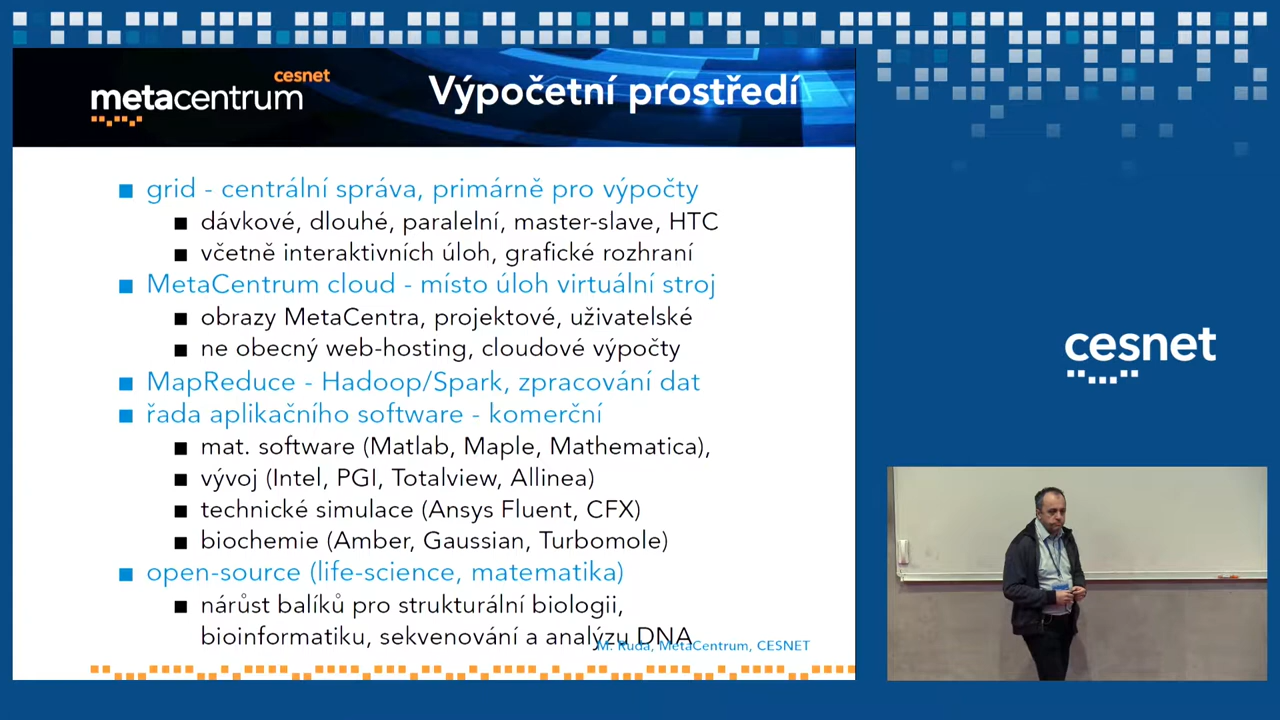 cesnet
metacentrum
Výpočetní prostředí
grid - centrální správa, primárně pro výpočty
dávkové, dlouhé, paralelní, master-slave, HTC
včetně interaktivních úloh, grafické rozhraní
MetaCentrum cloud - místo úloh virtuální stroj
obrazy MetaCentra, projektové, uživatelské
ne obecný web-hosting, cloudové výpočty
MapReduce - Hadoop/Spark, zpracování dat
řada aplikačního software - komerční
mat. software (Matlab, Maple, Mathematica),
vývoj (Intel, PGI, Totalview, Allinea)
technické simulace (Ansys Fluent, CFX)
biochemie (Amber, Gaussian, Turbomole)
open-source (life-science, matematika)
nárůst balíků pro strukturální biologii,
bioinformatiku, sekvenování a analýzu DNA
M. Ruda, MetaCentrum, CESNET
cesnet